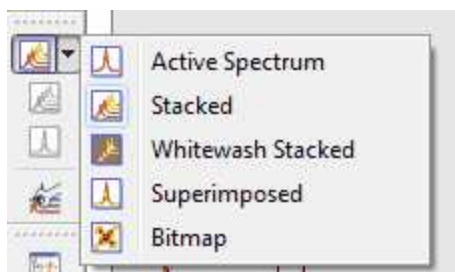 Active Spectrum
Stacked
Whitewash Stacked
Superimposed
Bitmap